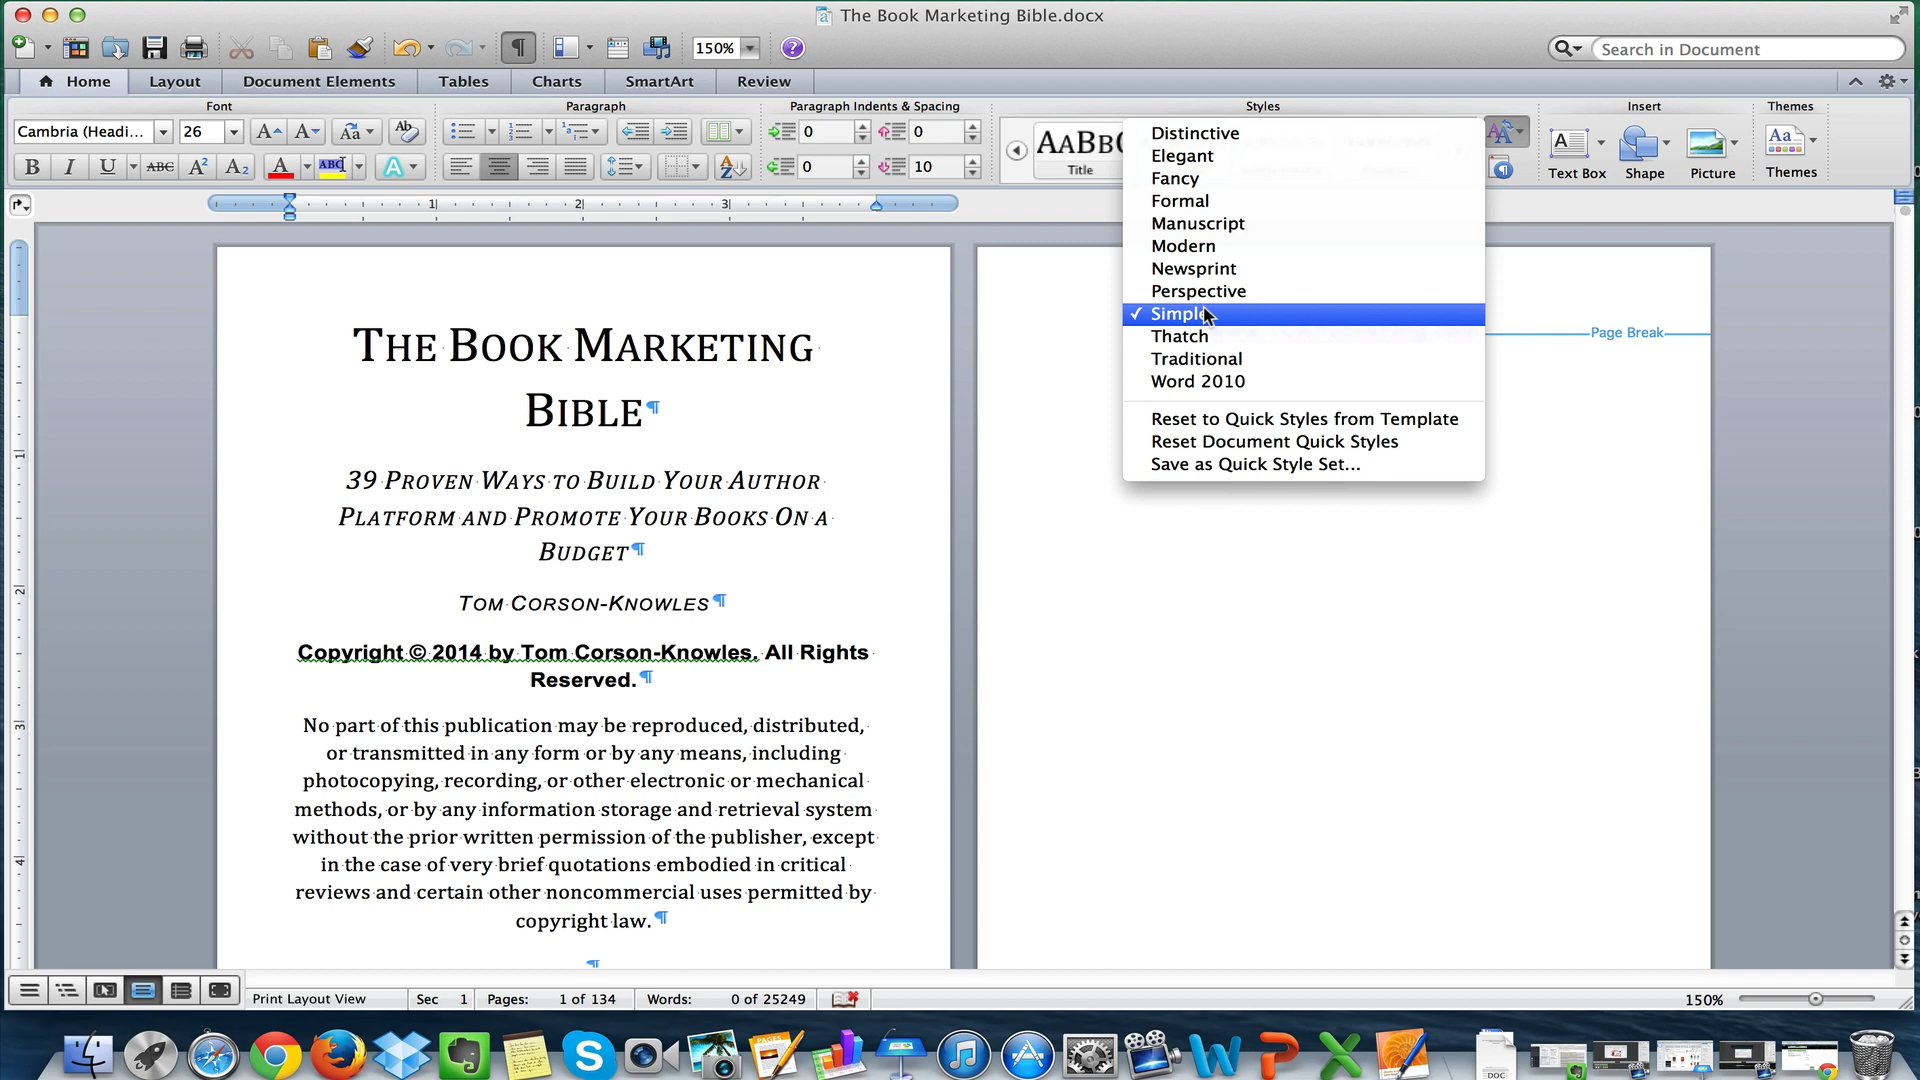 The Book Marketing Bible.docx
150%
Search in Document
Home
Layout
Document Elements
Tables
Charts
SmartArt
Review
Font
Paragraph
Paragraph Indents & Spacing
Styles
Insert
Themes
Cambria (Headi...
26
0
0
0
10
AABBC
Title
Text Box
Shape
Picture
Themes
Distinctive
Elegant
Fancy
Formal
Manuscript
Modern
Newsprint
Perspective
✓ Simple
Thatch
Traditional
Word 2010
Reset to Quick Styles from Template
Reset Document Quick Styles
Save as Quick Style Set...
THE BOOK MARKETING
BIBLE¶
39 PROVEN WAYS TO BUILD YOUR AUTHOR
PLATFORM AND PROMOTE YOUR BOOKS ON A
BUDGET¶
TOM CORSON-KNOWLES¶
Copyright © 2014 by Tom Corson-Knowles. All Rights
Reserved.¶
No part of this publication may be reproduced, distributed,
or transmitted in any form or by any means, including
photocopying, recording, or other electronic or mechanical
methods, or by any information storage and retrieval system
without the prior written permission of the publisher, except
in the case of very brief quotations embodied in critical
reviews and certain other noncommercial uses permitted by
copyright law.¶
¶
Page Break
Print Layout View
Sec 1
Pages: 1 of 134
Words: 0 of 25249
150%
PAGES
DOC